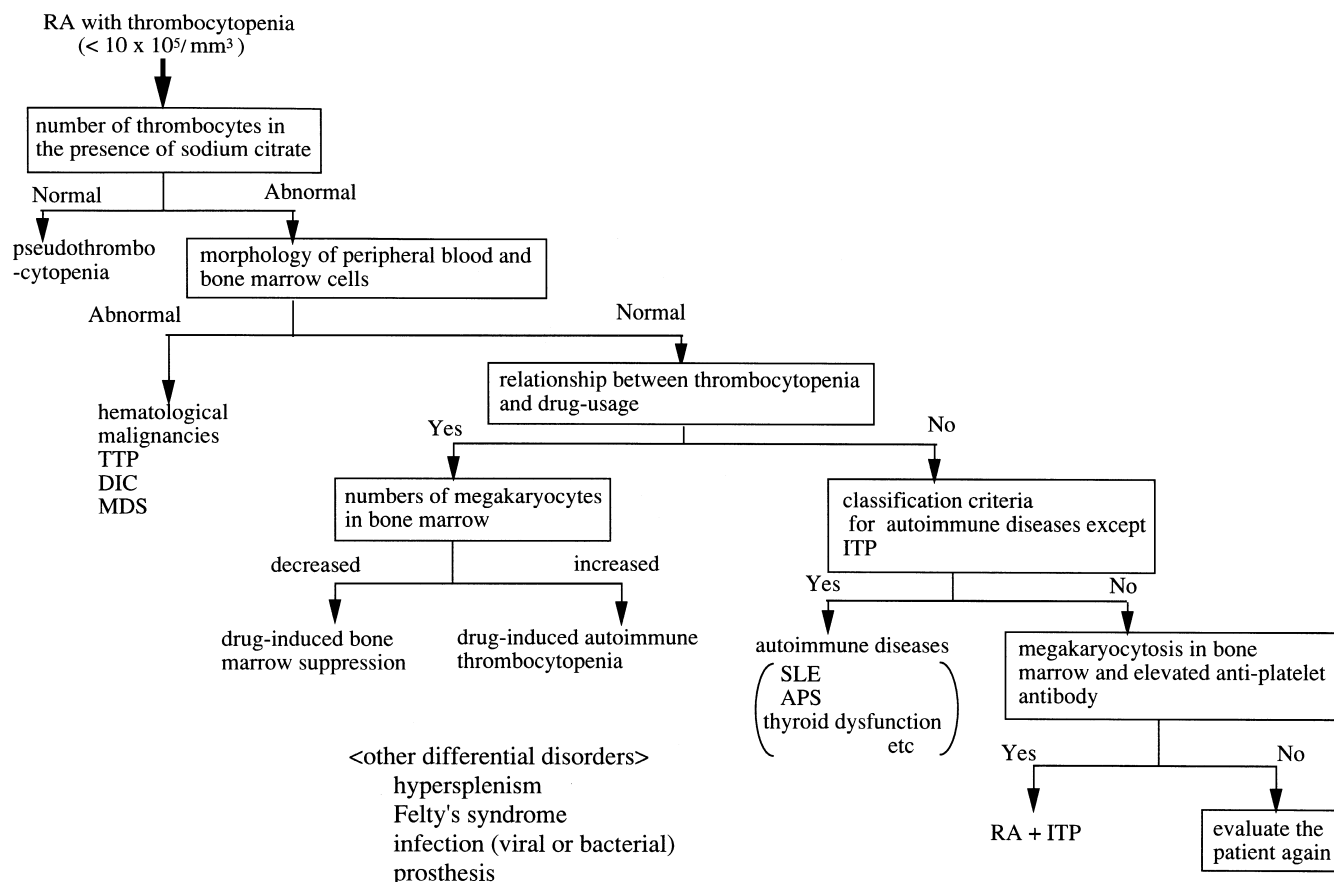 RA with thrombocytopenia
(< 10 x 10⁵/ mm³ )
number of thrombocytes in
the presence of sodium citrate
Normal
Abnormal
pseudothrombo
-cytopenia
morphology of peripheral blood and
bone marrow cells
Abnormal
Normal
hematological
malignancies
TTP
DIC
MDS
relationship between thrombocytopenia
and drug-usage
Yes
No
numbers of megakaryocytes
in bone marrow
decreased
increased
drug-induced bone
marrow suppression
drug-induced autoimmune
thrombocytopenia
classification criteria
for autoimmune diseases except
ITP
Yes
No
autoimmune diseases
SLE
APS
thyroid dysfunction
etc
megakaryocytosis in bone
marrow and elevated anti-platelet
antibody
Yes
No
RA + ITP
evaluate the
patient again
<other differential disorders>
hypersplenism
Felty's syndrome
infection (viral or bacterial)
prosthesis